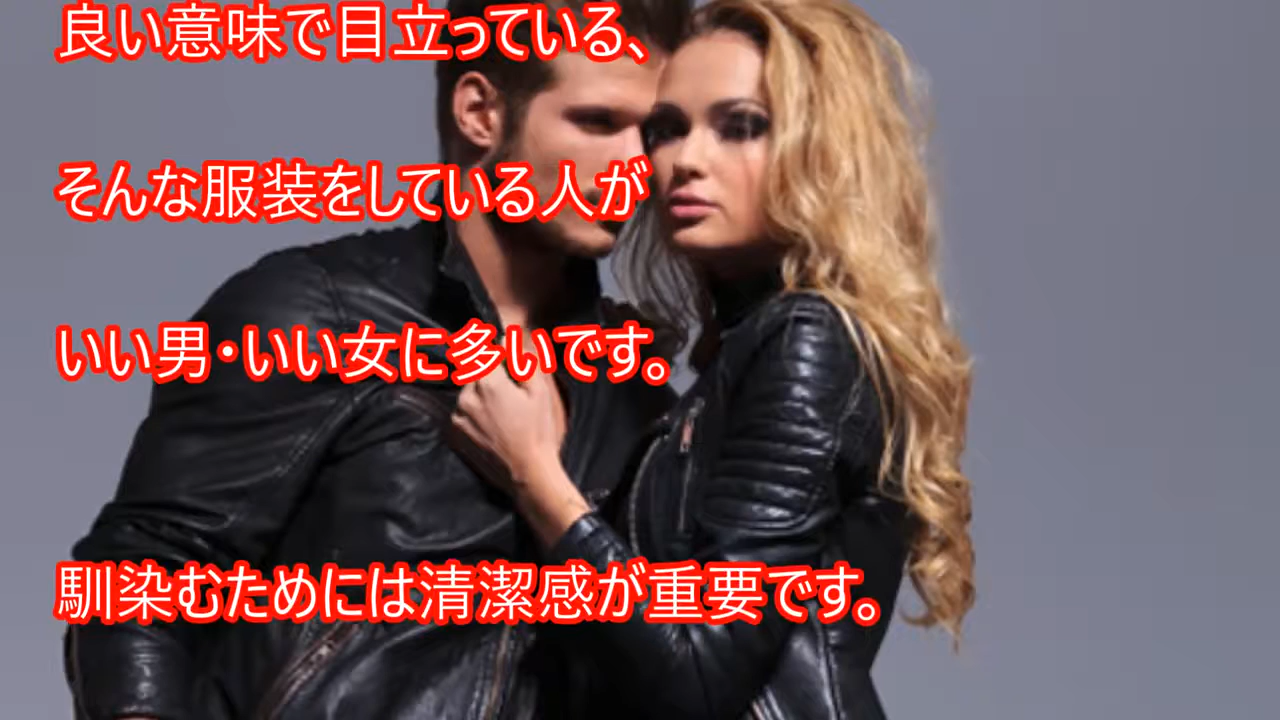 良い意味で目立っている、
そんな服装をしている人が
いい男・いい女に多いです。
馴染むためには清潔感が重要です。